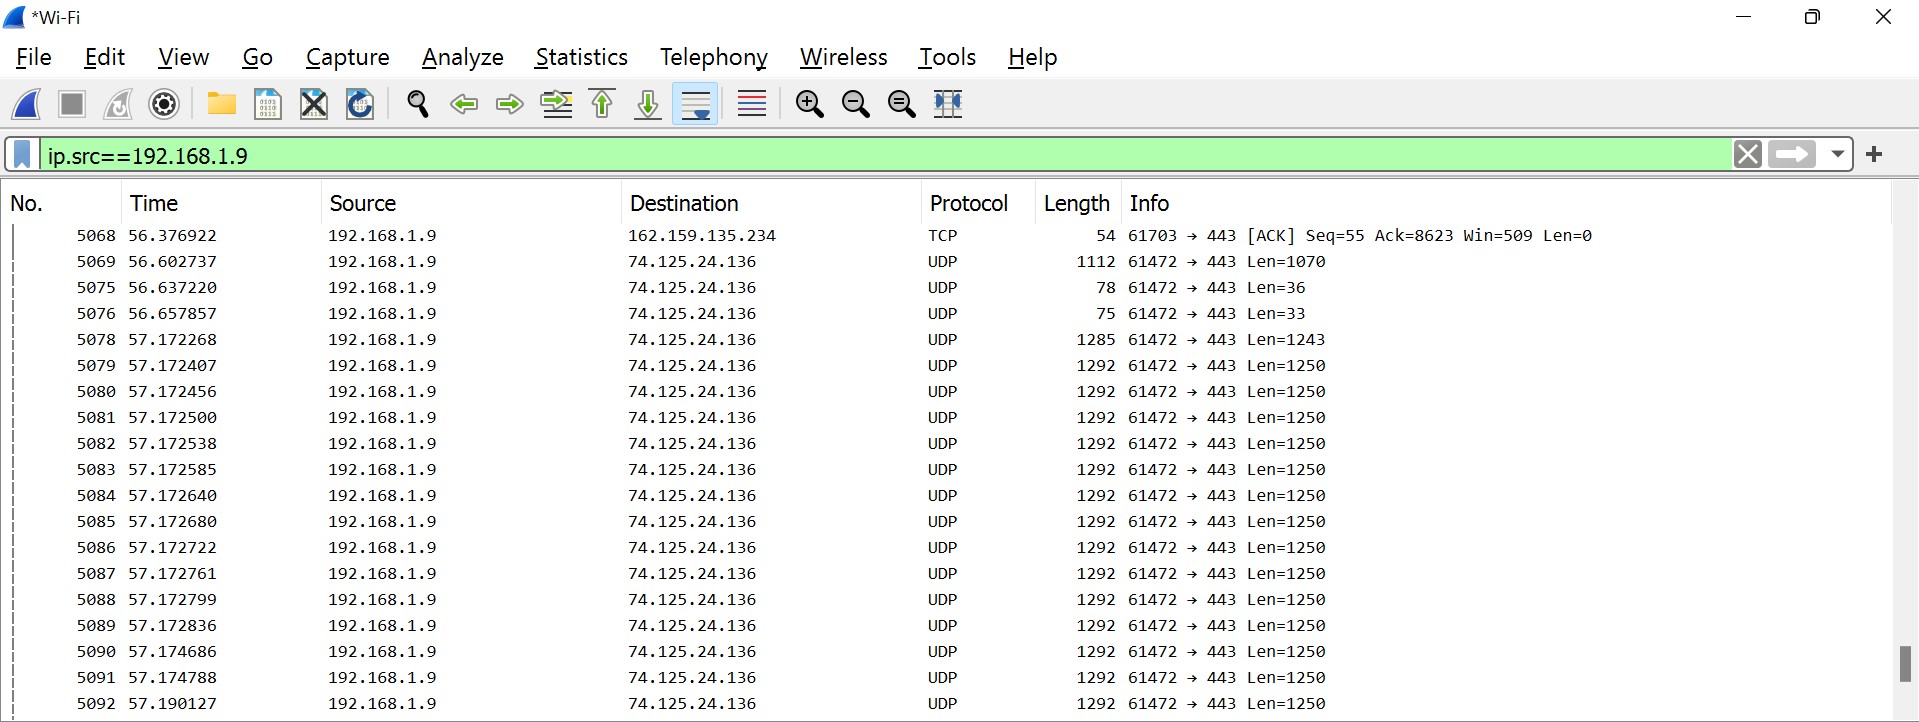 *Wi-Fi
File Edit View Go Capture Analyze Statistics Telephony Wireless Tools Help
ip.src==192.168.1.9
No. Time Source Destination Protocol Length Info
5068 56.376922 192.168.1.9 162.159.135.234 TCP 54 61703 → 443 [ACK] Seq=55 Ack=8623 Win=509 Len=0
5069 56.602737 192.168.1.9 74.125.24.136 UDP 1112 61472 → 443 Len=1070
5075 56.637220 192.168.1.9 74.125.24.136 UDP 78 61472 → 443 Len=36
5076 56.657857 192.168.1.9 74.125.24.136 UDP 75 61472 → 443 Len=33
5078 57.172268 192.168.1.9 74.125.24.136 UDP 1285 61472 → 443 Len=1243
5079 57.172407 192.168.1.9 74.125.24.136 UDP 1292 61472 → 443 Len=1250
5080 57.172456 192.168.1.9 74.125.24.136 UDP 1292 61472 → 443 Len=1250
5081 57.172500 192.168.1.9 74.125.24.136 UDP 1292 61472 → 443 Len=1250
5082 57.172538 192.168.1.9 74.125.24.136 UDP 1292 61472 → 443 Len=1250
5083 57.172585 192.168.1.9 74.125.24.136 UDP 1292 61472 → 443 Len=1250
5084 57.172640 192.168.1.9 74.125.24.136 UDP 1292 61472 → 443 Len=1250
5085 57.172680 192.168.1.9 74.125.24.136 UDP 1292 61472 → 443 Len=1250
5086 57.172722 192.168.1.9 74.125.24.136 UDP 1292 61472 → 443 Len=1250
5087 57.172761 192.168.1.9 74.125.24.136 UDP 1292 61472 → 443 Len=1250
5088 57.172799 192.168.1.9 74.125.24.136 UDP 1292 61472 → 443 Len=1250
5089 57.172836 192.168.1.9 74.125.24.136 UDP 1292 61472 → 443 Len=1250
5090 57.174686 192.168.1.9 74.125.24.136 UDP 1292 61472 → 443 Len=1250
5091 57.174788 192.168.1.9 74.125.24.136 UDP 1292 61472 → 443 Len=1250
5092 57.190127 192.168.1.9 74.125.24.136 UDP 1292 61472 → 443 Len=1250